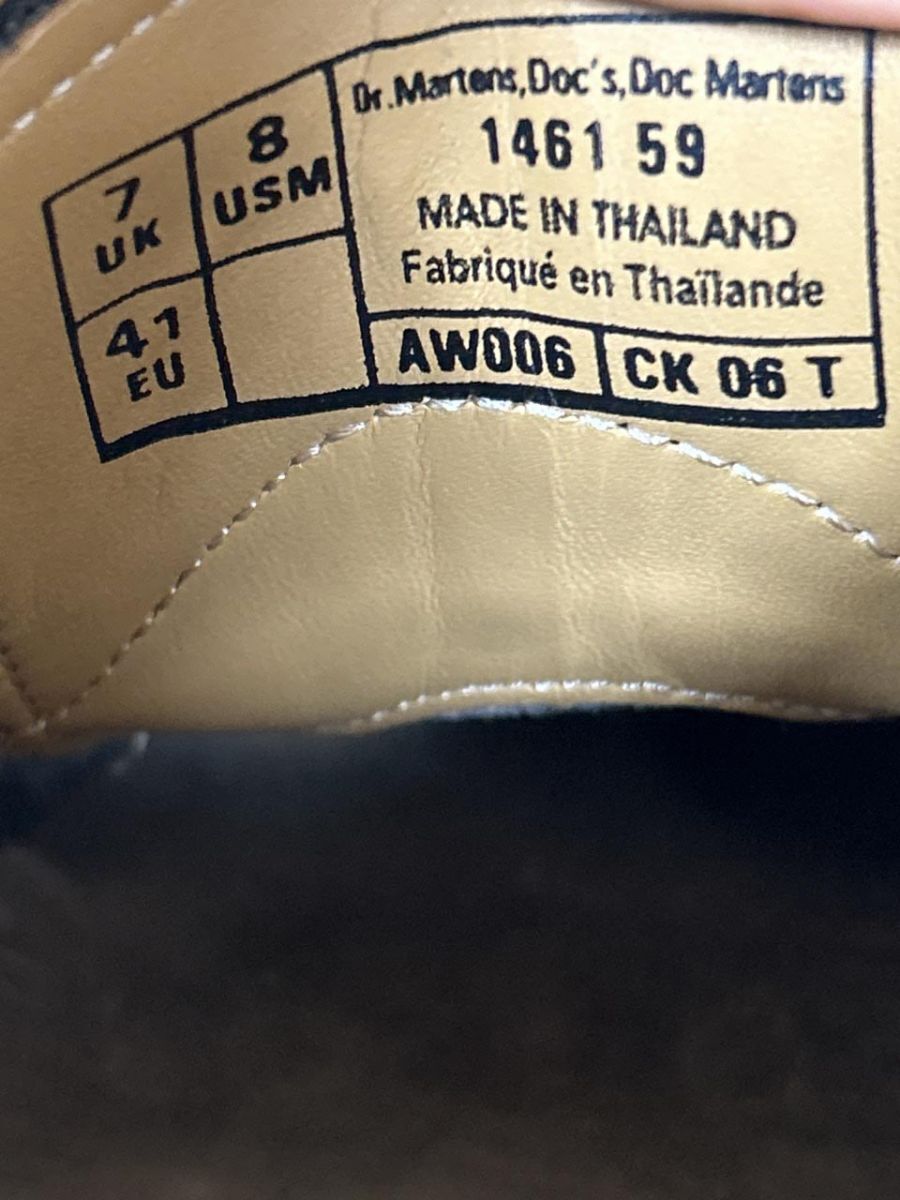 7
UK
8
USM
41
EU
Dr.Martens,Doc's,Doc Martens
1461 59
MADE IN THAILAND
Fabriqué en Thaïlande
AW006
CK 06 T